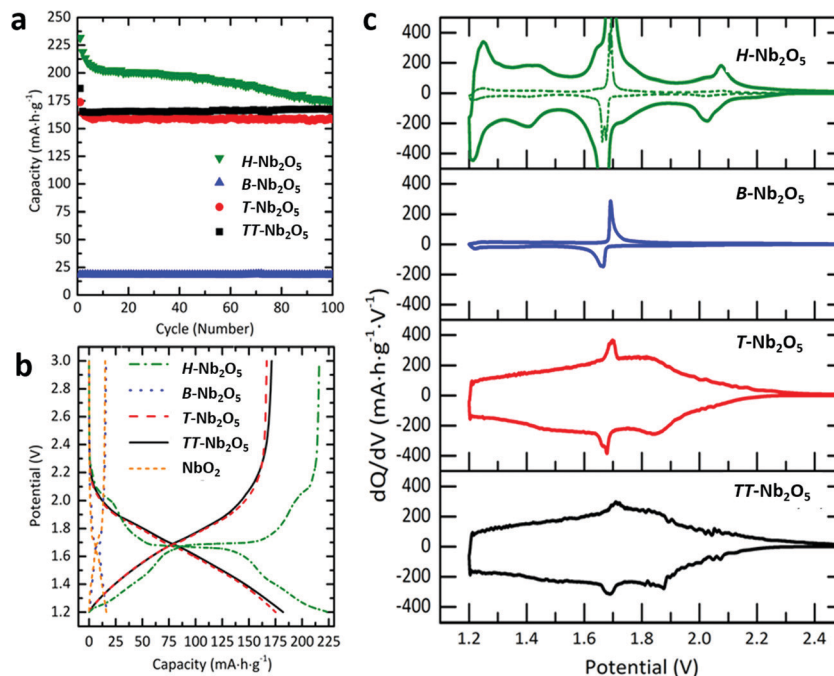 a
250
225
200
175
150
125
100
75
50
25
0
Capacity (mA·h·g⁻¹)
H-Nb₂O₅
B-Nb₂O₅
T-Nb₂O₅
TT-Nb₂O₅
0 20 40 60 80 100
Cycle (Number)
b
3.0
2.8
2.6
2.4
2.2
2.0
1.8
1.6
1.4
1.2
Potential (V)
H-Nb₂O₅
B-Nb₂O₅
T-Nb₂O₅
TT-Nb₂O₅
NbO₂
0 25 50 75 100 125 150 175 200 225
Capacity (mA·h·g⁻¹)
c
dQ/dV (mA·h·g⁻¹·V⁻¹)
400
200
0
-200
-400
H-Nb₂O₅
400
200
0
-200
-400
B-Nb₂O₅
400
200
0
-200
-400
T-Nb₂O₅
400
200
0
-200
-400
TT-Nb₂O₅
1.2 1.4 1.6 1.8 2.0 2.2 2.4
Potential (V)